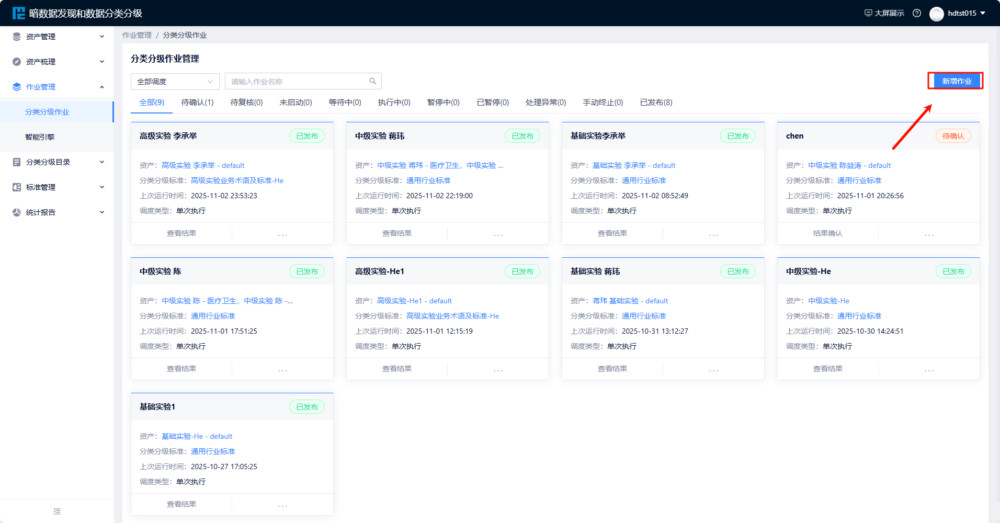 暗数据发现和数据分类分级
大屏展示
hdtst015
资产管理
资产梳理
作业管理
分类分级作业
智能引擎
分类分级目录
标准管理
统计报告
作业管理 / 分类分级作业
分类分级作业管理
全部调度
请输入作业名称
新增作业
全部(9) 待确认(1) 待复核(0) 未启动(0) 等待中(0) 执行中(0) 暂停中(0) 已暂停(0) 处理异常(0) 手动终止(0) 已发布(8)
高级实验 李承举
已发布
资产：高级实验 李承举 - default
分类分级标准：高级实验业务术语及标准-He
上次运行时间：2025-11-02 23:53:23
调度类型：单次执行
查看结果 ...
中级实验 蒋玮
已发布
资产：中级实验 蒋玮 - 医疗卫生，中级实验 ...
分类分级标准：通用行业标准
上次运行时间：2025-11-02 22:19:00
调度类型：单次执行
查看结果 ...
基础实验李承举
已发布
资产：基础实验 李承举 - default
分类分级标准：通用行业标准
上次运行时间：2025-11-02 08:52:49
调度类型：单次执行
查看结果 ...
chen
待确认
资产：中级实验 陈益涛 - default
分类分级标准：通用行业标准
上次运行时间：2025-11-01 20:26:56
调度类型：单次执行
结果确认 ...
中级实验 陈
已发布
资产：中级实验 陈 - 医疗卫生，中级实验 陈 -...
分类分级标准：通用行业标准
上次运行时间：2025-11-01 17:51:25
调度类型：单次执行
查看结果 ...
高级实验-He1
已发布
资产：高级实验-He1 - default
分类分级标准：高级实验业务术语及标准-He
上次运行时间：2025-11-01 12:15:19
调度类型：单次执行
查看结果 ...
基础实验 蒋玮
已发布
资产：蒋玮 基础实验 - default
分类分级标准：通用行业标准
上次运行时间：2025-10-31 13:12:27
调度类型：单次执行
查看结果 ...
中级实验-He
已发布
资产：中级实验-He
分类分级标准：通用行业标准
上次运行时间：2025-10-30 14:24:51
调度类型：单次执行
查看结果 ...
基础实验1
已发布
资产：基础实验-He - default
分类分级标准：通用行业标准
上次运行时间：2025-10-27 17:05:25
调度类型：单次执行
查看结果 ...